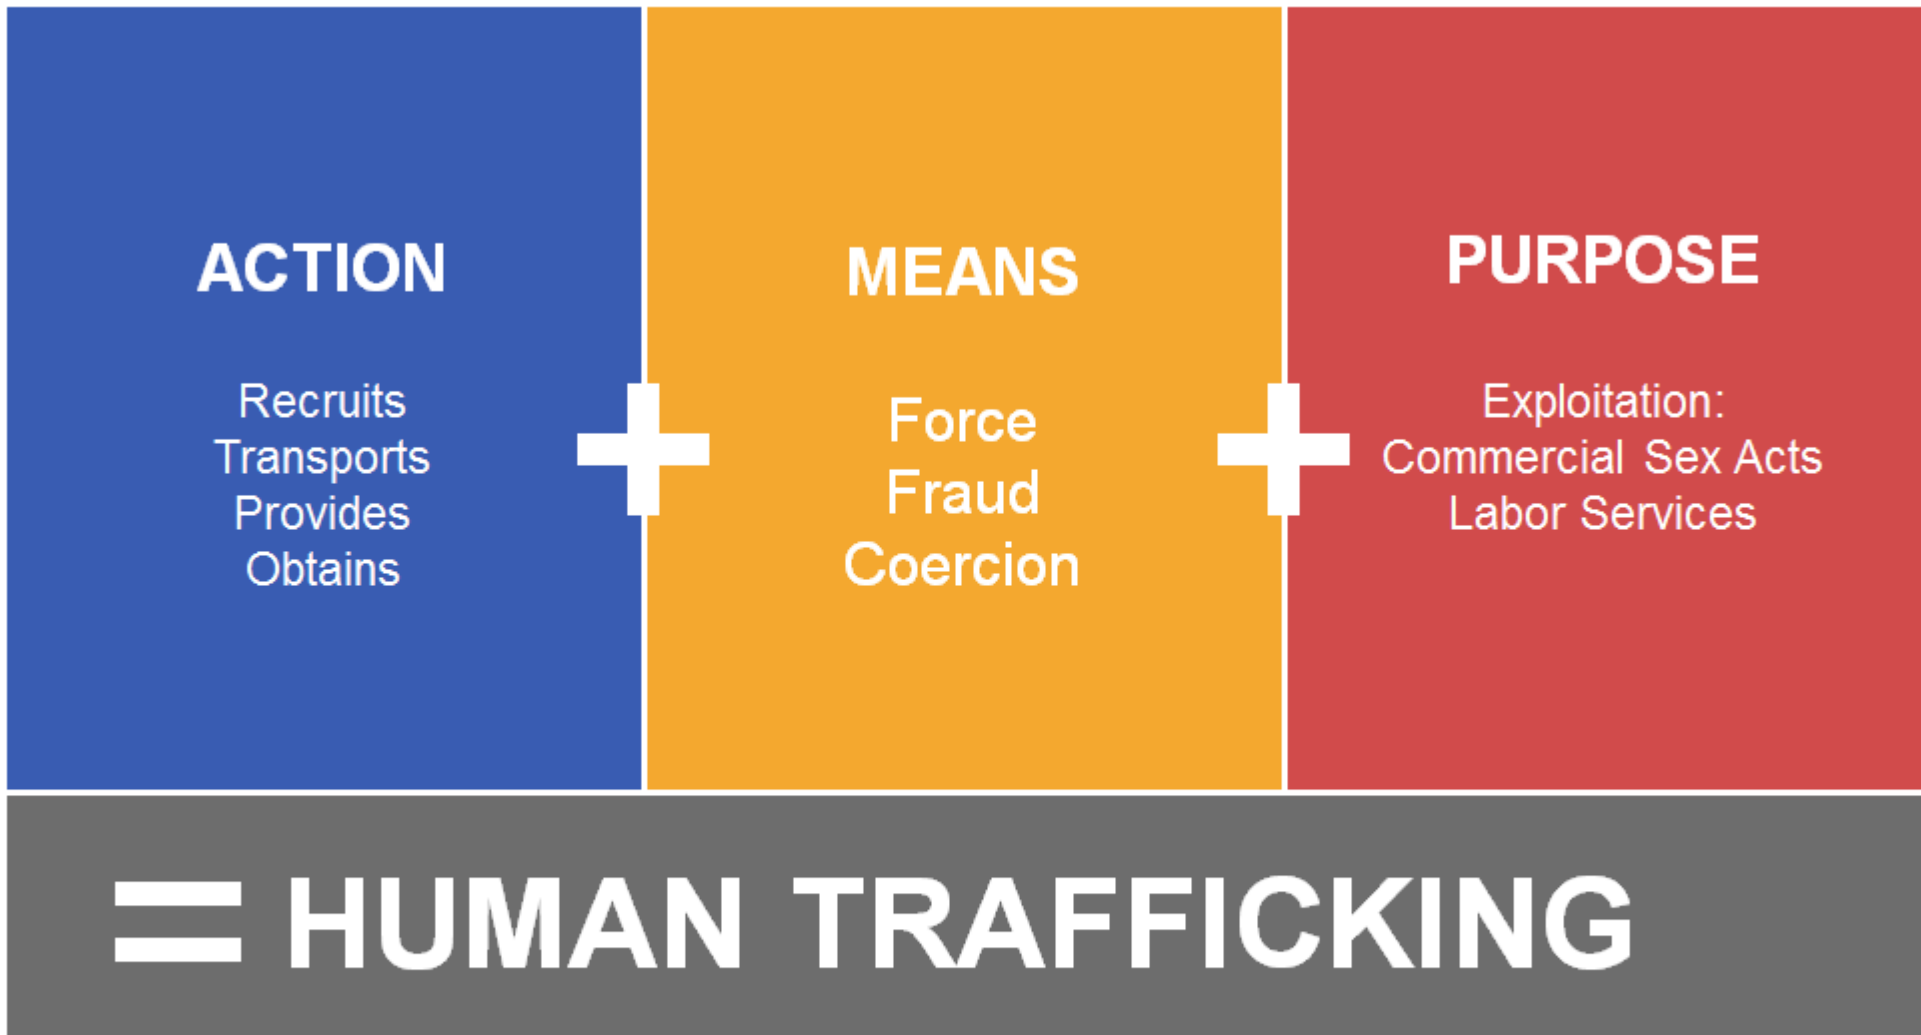 ACTION
Recruits
Transports
Provides
Obtains
+
MEANS
Force
Fraud
Coercion
+
PURPOSE
Exploitation:
Commercial Sex Acts
Labor Services
= HUMAN TRAFFICKING